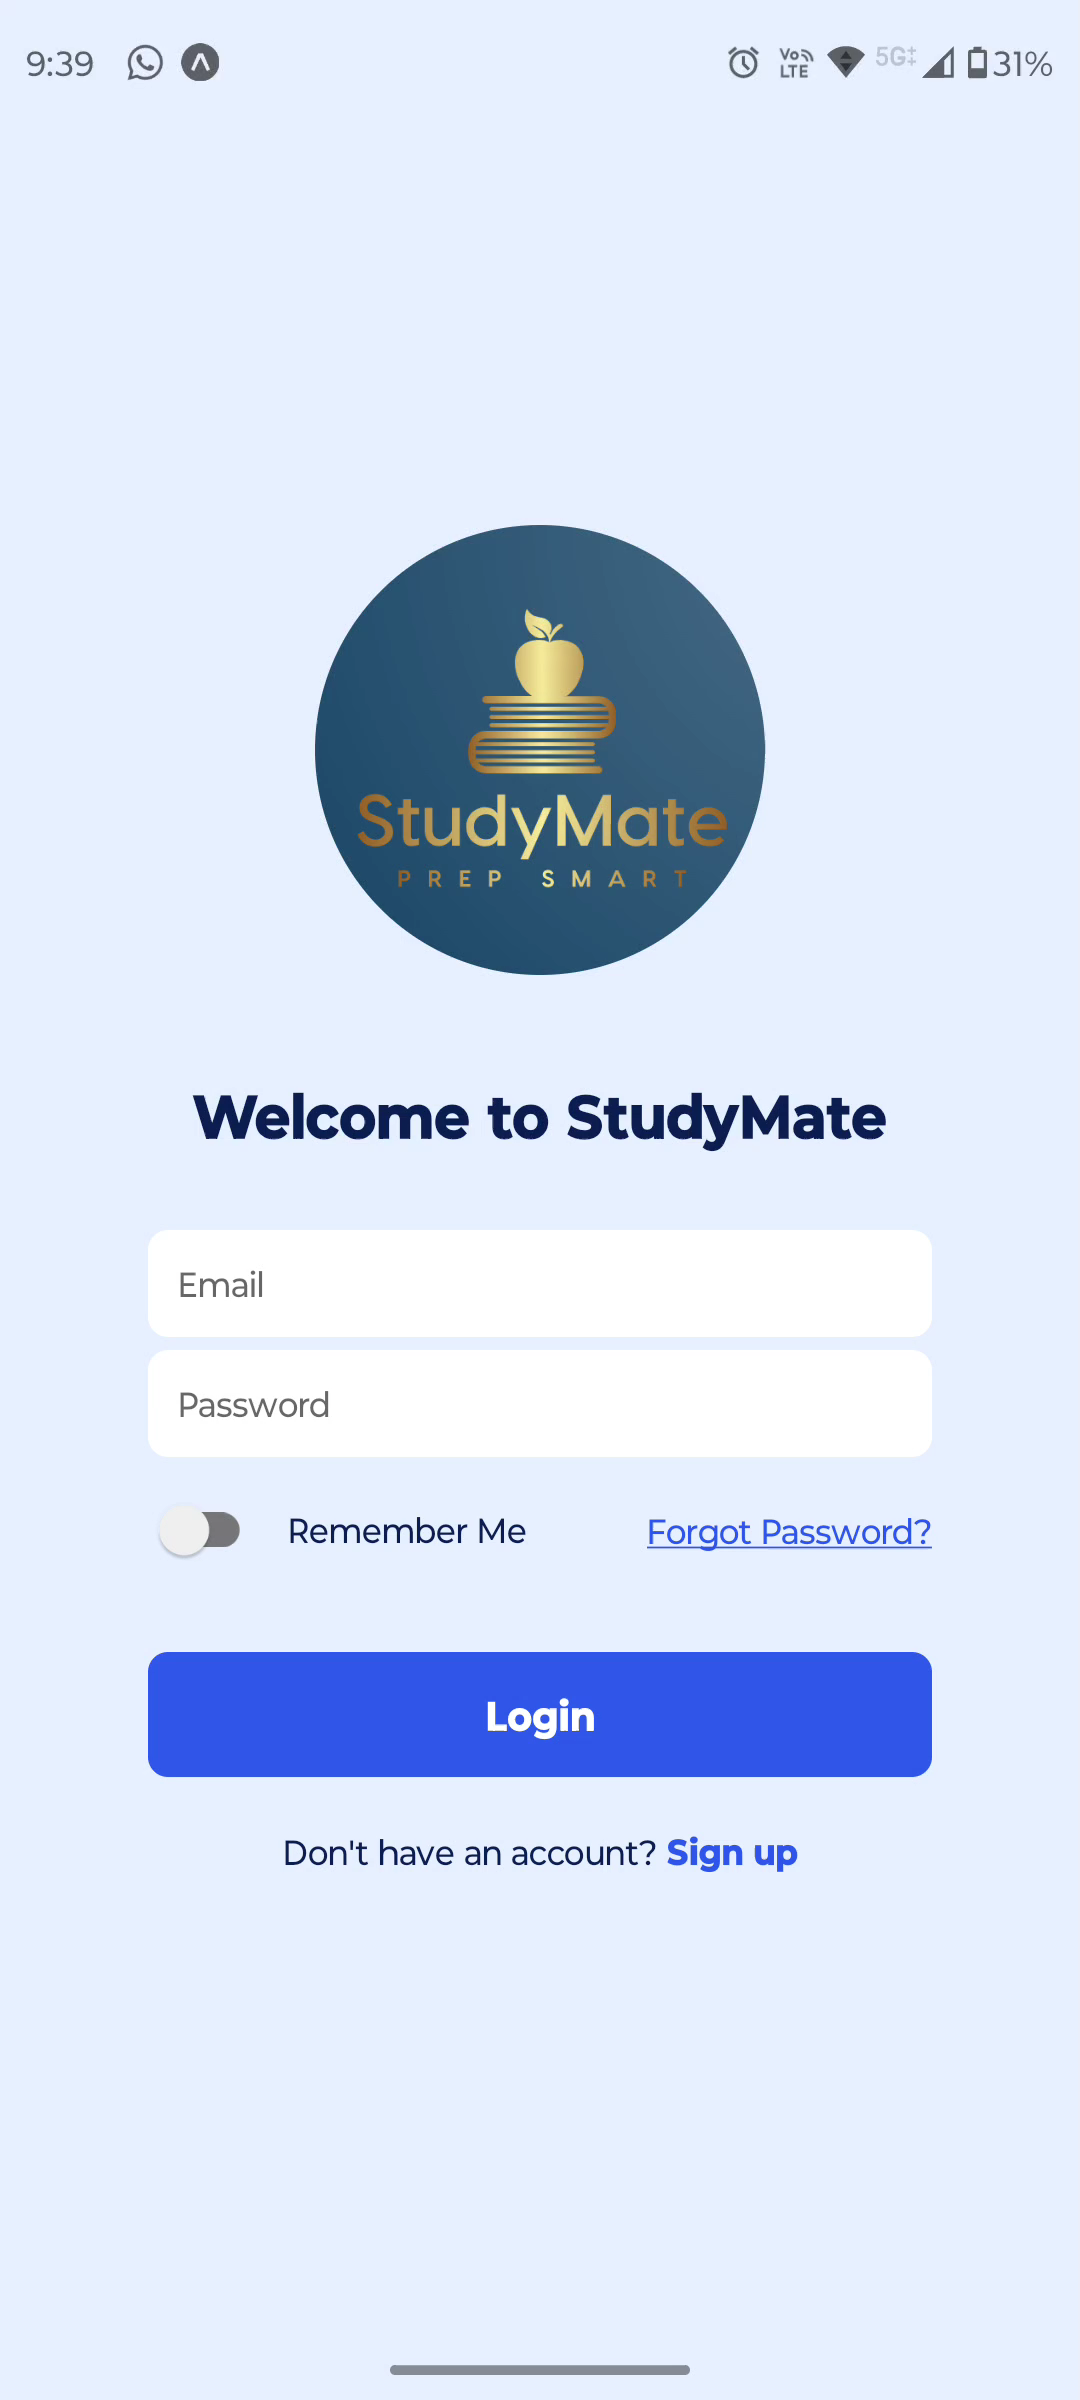 9:39 Vo LTE 5G 31%
StudyMate
PREP SMART
Welcome to StudyMate
Email
Password
Remember Me Forgot Password?
Login
Don't have an account? Sign up